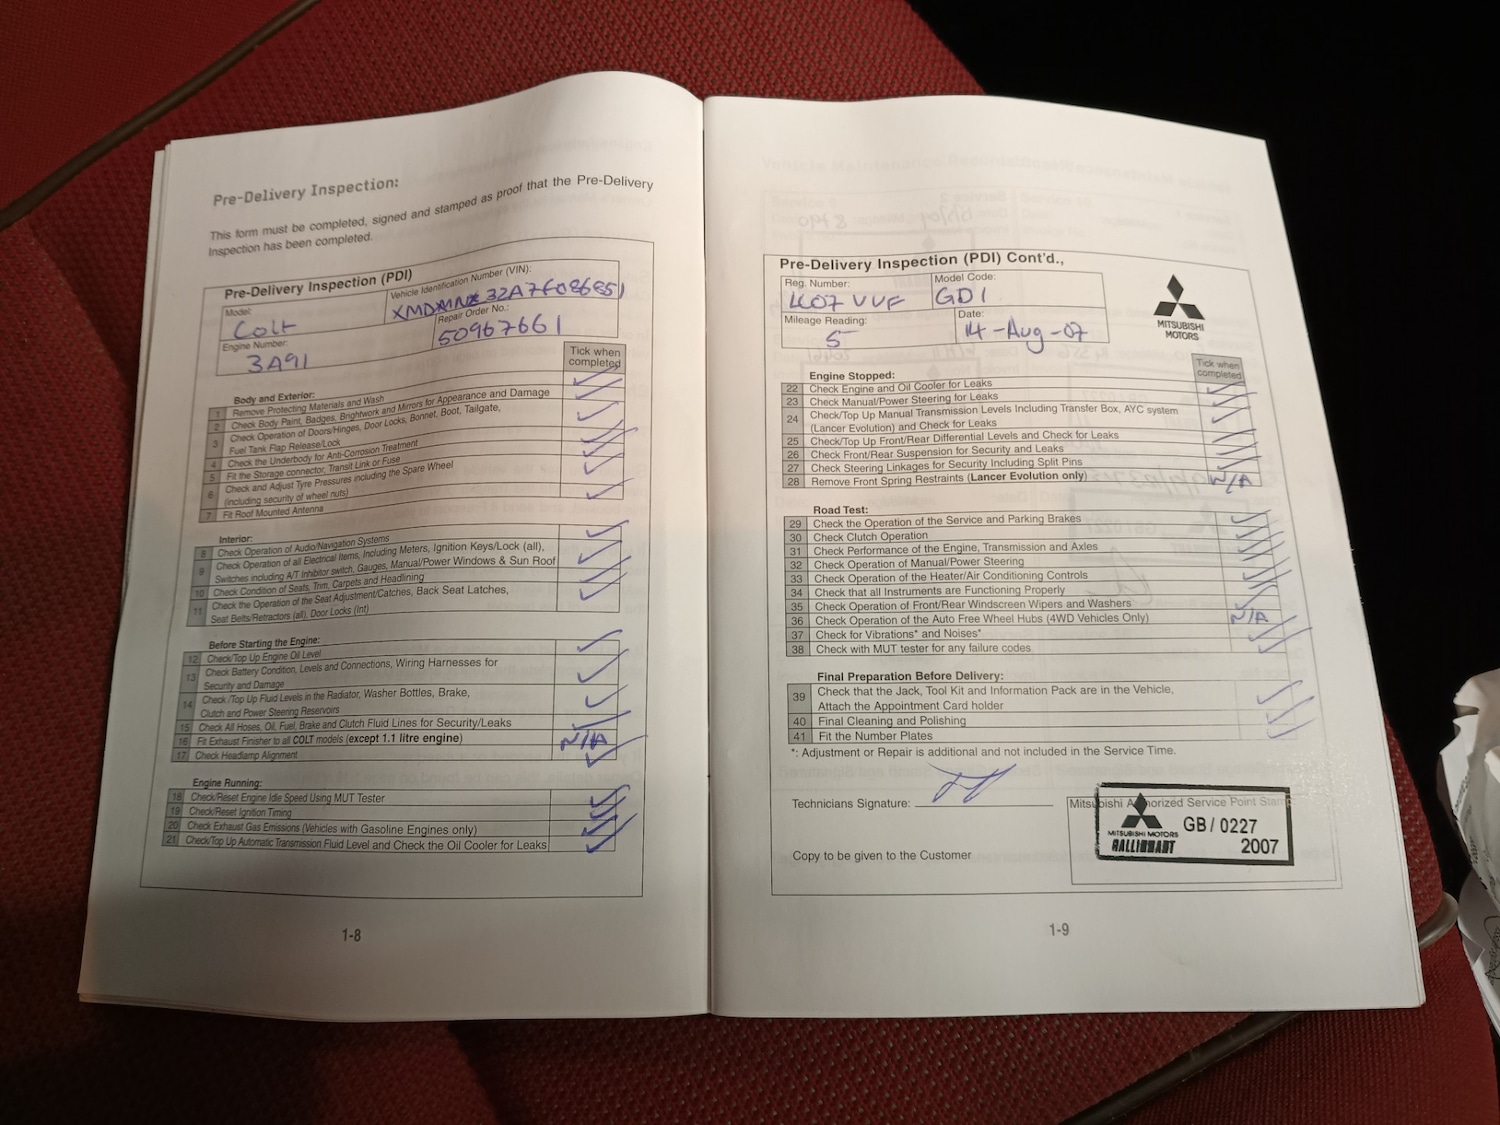 Pre-Delivery Inspection:
This form must be completed, signed and stamped as proof that the Pre-Delivery
Inspection has been completed.
Pre-Delivery Inspection (PDI)
Vehicle Identification Number (VIN):
Model:
Colt
Repair Order No.:
50967661
Engine Number:
3A91
Tick when
completed
Body and Exterior:
1 Remove Protecting Materials and Wash
2 Check Body Paint, Badges, Brightwork and Mirrors for Appearance and Damage
3 Check Operation of Doors/Hinges, Door Locks, Bonnet, Boot, Tailgate,
Fuel Tank Flap Release/Lock
4 Check the Underbody for Anti-Corrosion Treatment
5 Fit the Storage connector, Transit Link or Fuse
6 Check and Adjust Tyre Pressures including the Spare Wheel
(including security of wheel nuts)
7 Fit Roof Mounted Antenna
Interior:
8 Check Operation of Audio/Navigation Systems
9 Check Operation of all Electrical Items, Including Meters, Ignition Keys/Lock (all),
Switches including A/T Inhibitor switch, Gauges, Manual/Power Windows & Sun Roof
10 Check Condition of Seats, Trim, Carpets and Headlining
11 Check the Operation of the Seat Adjustment/Catches, Back Seat Latches,
Seat Belts/Retractors (all), Door Locks (Int)
Before Starting the Engine:
12 Check/Top Up Engine Oil Level
13 Check Battery Condition, Levels and Connections, Wiring Harnesses for
Security and Damage
14 Check /Top Up Fluid Levels in the Radiator, Washer Bottles, Brake,
Clutch and Power Steering Reservoirs
15 Check All Hoses, Oil, Fuel, Brake and Clutch Fluid Lines for Security/Leaks
16 Fit Exhaust Finisher to all COLT models (except 1.1 litre engine) N/A
17 Check Headlamp Alignment
Engine Running:
18 Check/Reset Engine Idle Speed Using MUT Tester
19 Check/Reset Ignition Timing
20 Check Exhaust Gas Emissions (Vehicles with Gasoline Engines only)
21 Check/Top Up Automatic Transmission Fluid Level and Check the Oil Cooler for Leaks
1-8
Pre-Delivery Inspection (PDI) Cont'd.,
Reg. Number: Model Code:
VVF GD1
Mileage Reading: Date:
5 14-Aug-07
MITSUBISHI
MOTORS
Tick when
completed
Engine Stopped:
22 Check Engine and Oil Cooler for Leaks
23 Check Manual/Power Steering for Leaks
24 Check/Top Up Manual Transmission Levels Including Transfer Box, AYC system
(Lancer Evolution) and Check for Leaks
25 Check/Top Up Front/Rear Differential Levels and Check for Leaks
26 Check Front/Rear Suspension for Security and Leaks
27 Check Steering Linkages for Security Including Split Pins
28 Remove Front Spring Restraints (Lancer Evolution only) N/A
Road Test:
29 Check the Operation of the Service and Parking Brakes
30 Check Clutch Operation
31 Check Performance of the Engine, Transmission and Axles
32 Check Operation of Manual/Power Steering
33 Check Operation of the Heater/Air Conditioning Controls
34 Check that all Instruments are Functioning Properly
35 Check Operation of Front/Rear Windscreen Wipers and Washers
36 Check Operation of the Auto Free Wheel Hubs (4WD Vehicles Only) N/A
37 Check for Vibrations* and Noises*
38 Check with MUT tester for any failure codes
Final Preparation Before Delivery:
39 Check that the Jack, Tool Kit and Information Pack are in the Vehicle,
Attach the Appointment Card holder
40 Final Cleaning and Polishing
41 Fit the Number Plates
*: Adjustment or Repair is additional and not included in the Service Time.
Technicians Signature:
Mitsubishi Authorized Service Point Stamp
MITSUBISHI MOTORS GB / 0227
RALLIART 2007
Copy to be given to the Customer
1-9